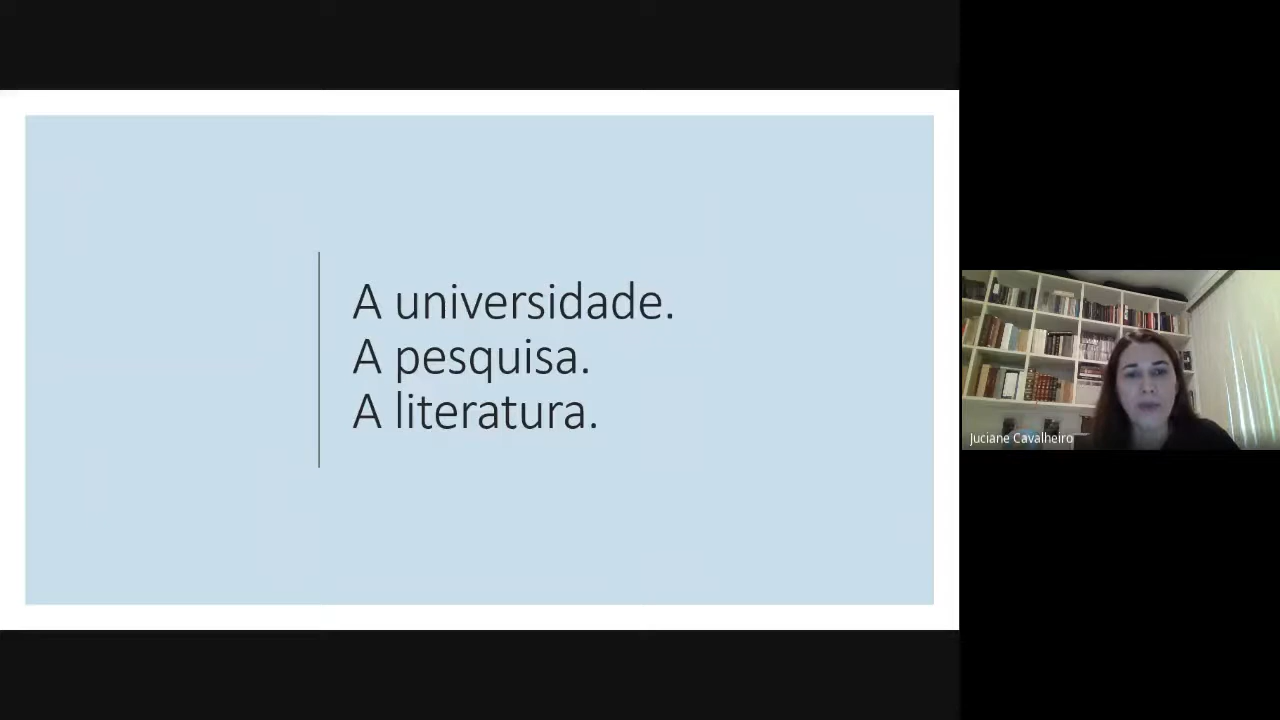 A universidade.
A pesquisa.
A literatura.
Juciane Cavalheiro